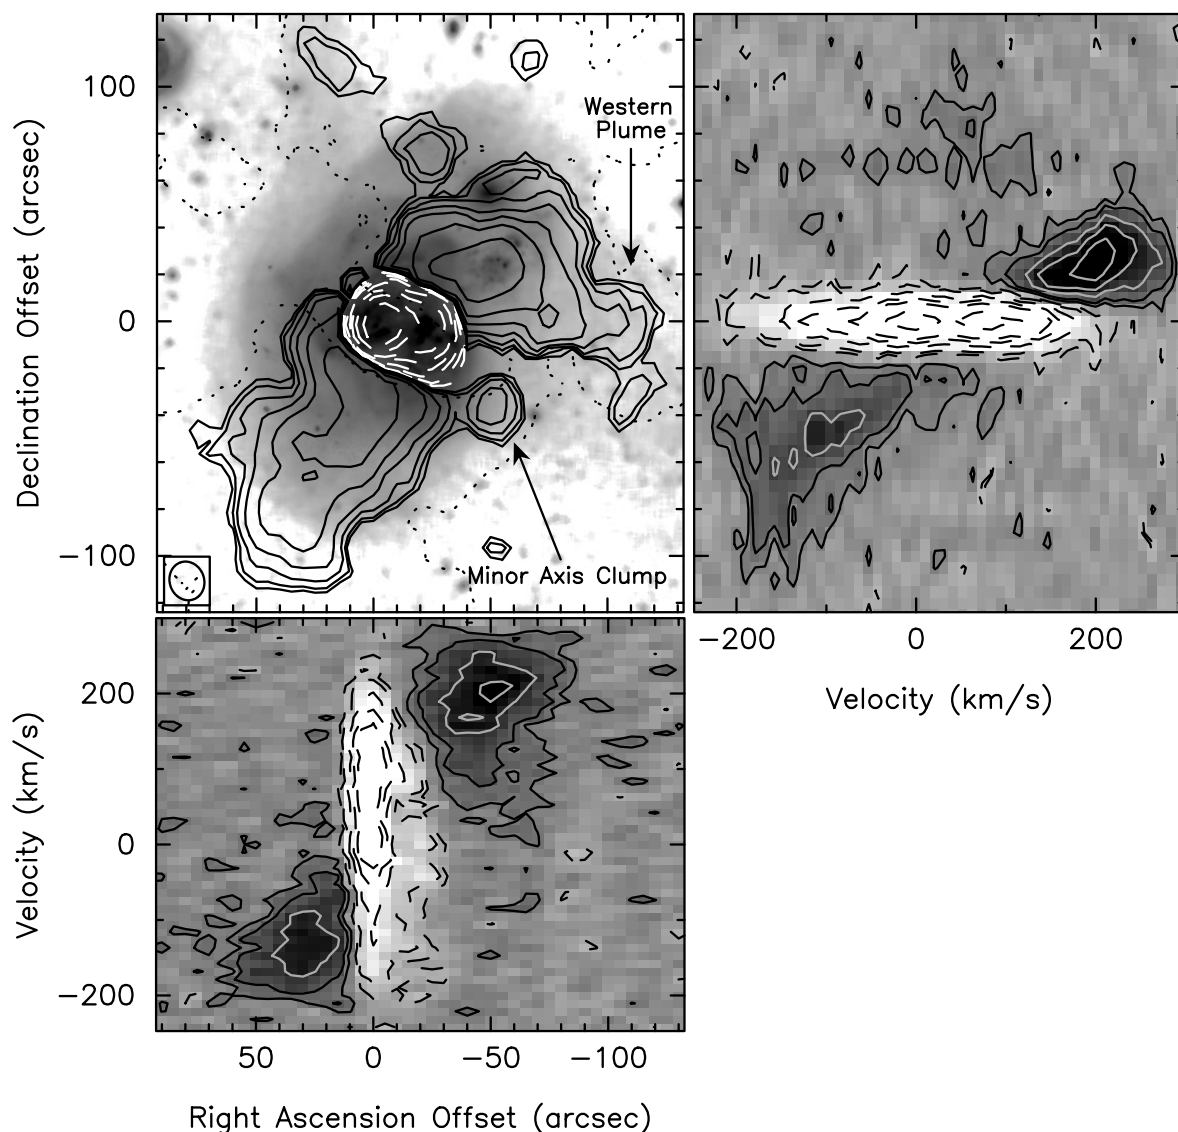 Declination Offset (arcsec)
100
0
−100
Western
Plume
Minor Axis Clump
−200
0
200
Velocity (km/s)
Velocity (km/s)
200
0
−200
50
0
−50
−100
Right Ascension Offset (arcsec)